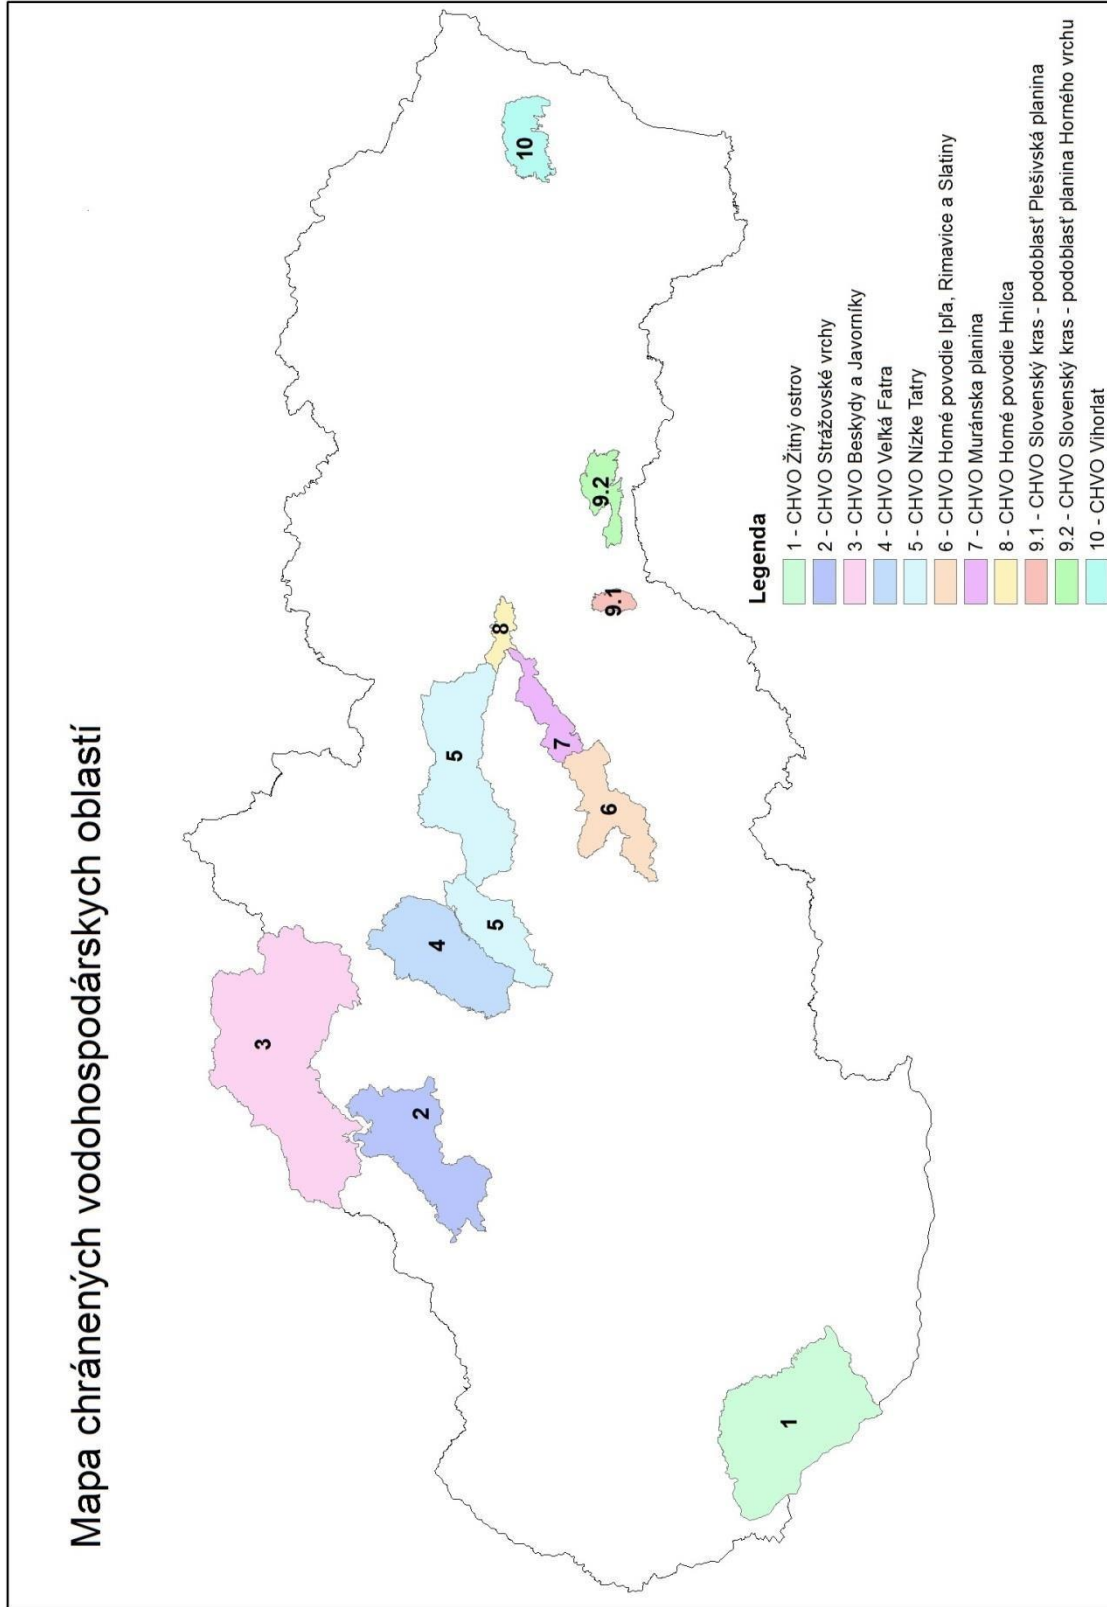 Mapa chránených vodohospodárskych oblastí
3
2
4
5
5
8
7
6
9.1
9.2
10
1
Legenda
1 - CHVO Žitný ostrov
2 - CHVO Strážovské vrchy
3 - CHVO Beskydy a Javorníky
4 - CHVO Veľká Fatra
5 - CHVO Nízke Tatry
6 - CHVO Horné povodie Ipľa, Rimavice a Slatiny
7 - CHVO Muránska planina
8 - CHVO Horné povodie Hnilca
9.1 - CHVO Slovenský kras - podoblasť Plešivská planina
9.2 - CHVO Slovenský kras - podoblasť planina Horného vrchu
10 - CHVO Vihorlat